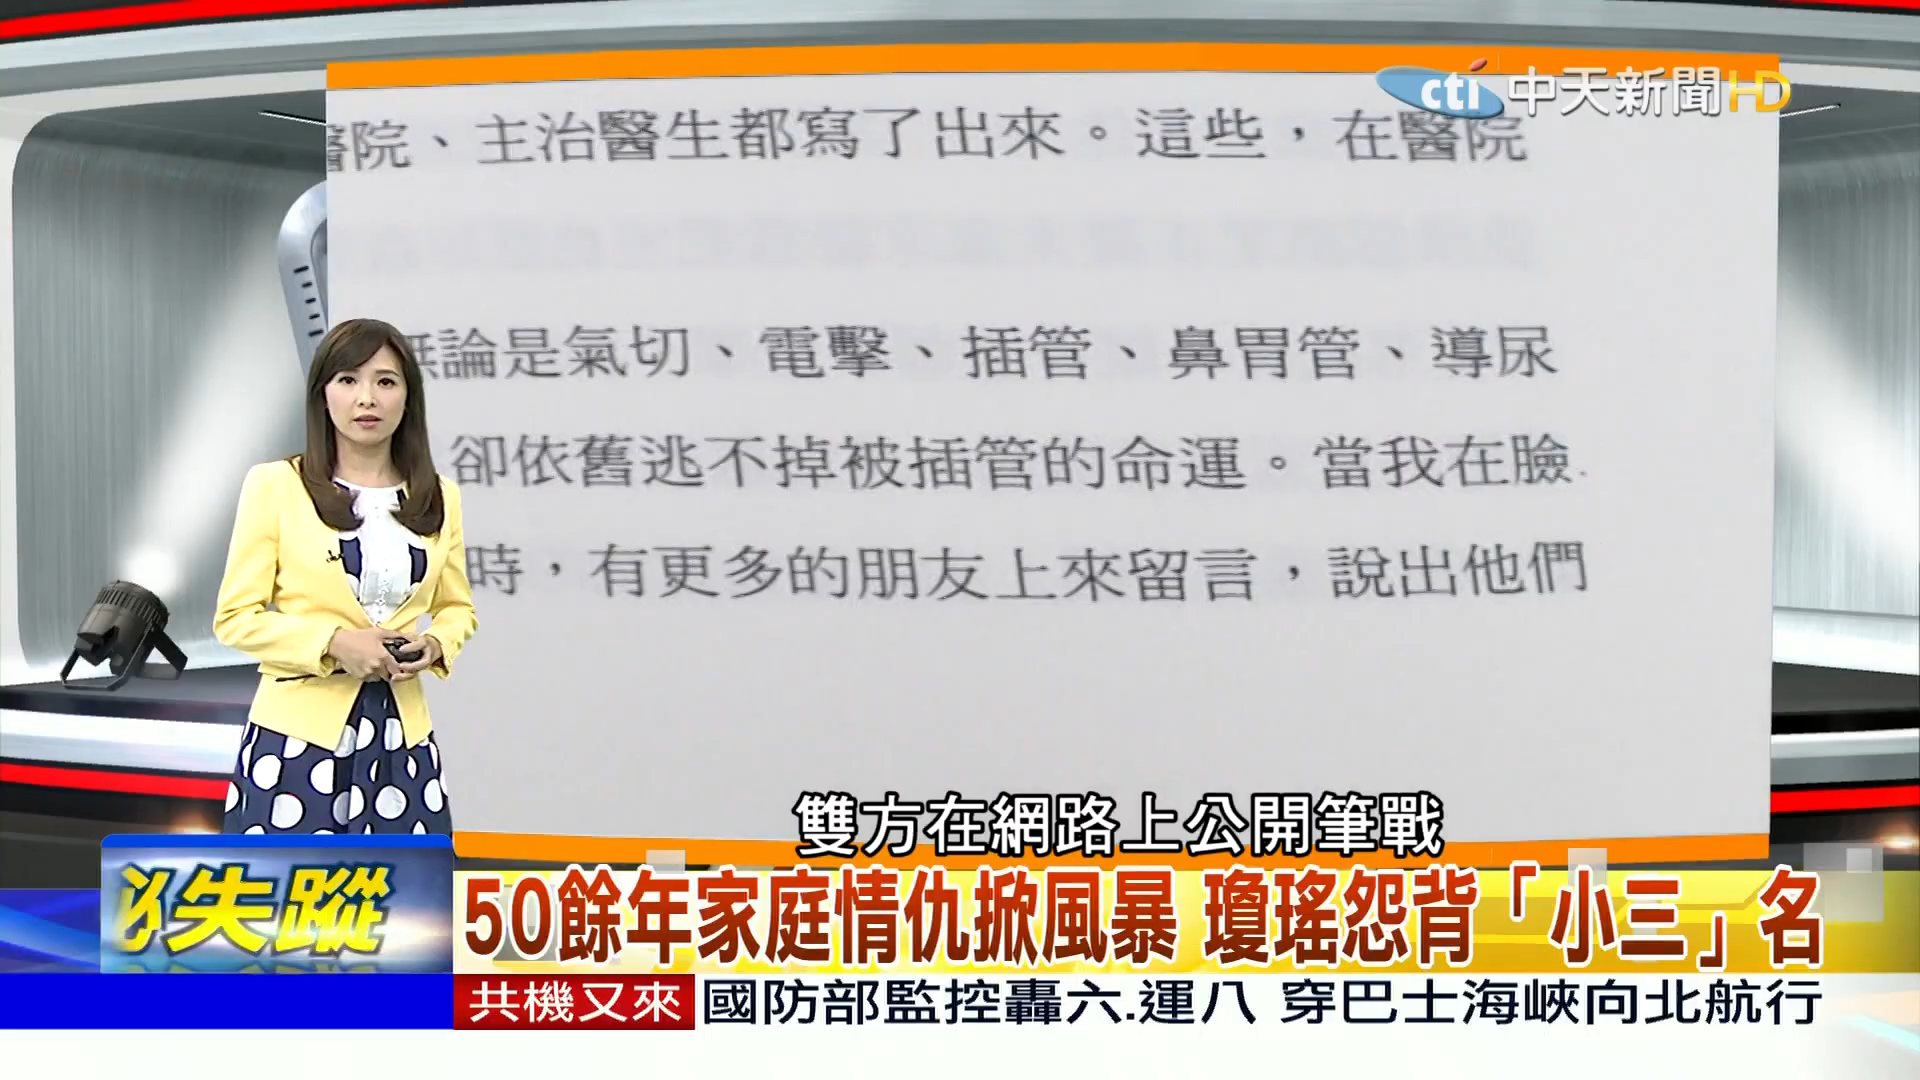 cti 中天新聞HD
醫院、主治醫生都寫了出來。這些，在醫院
無論是氣切、電擊、插管、鼻胃管、導尿
卻依舊逃不掉被插管的命運。當我在臉
時，有更多的朋友上來留言，說出他們
雙方在網路上公開筆戰
失蹤
50餘年家庭情仇掀風暴 瓊瑤怨背「小三」名
共機又來 國防部監控轟六.運八 穿巴士海峽向北航行